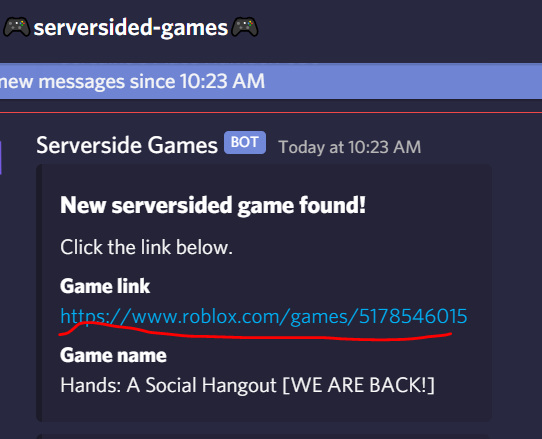 🎮serversided-games🎮
new messages since 10:23 AM
Serverside Games BOT Today at 10:23 AM
New serversided game found!
Click the link below.
Game link
https://www.roblox.com/games/5178546015
Game name
Hands: A Social Hangout [WE ARE BACK!]